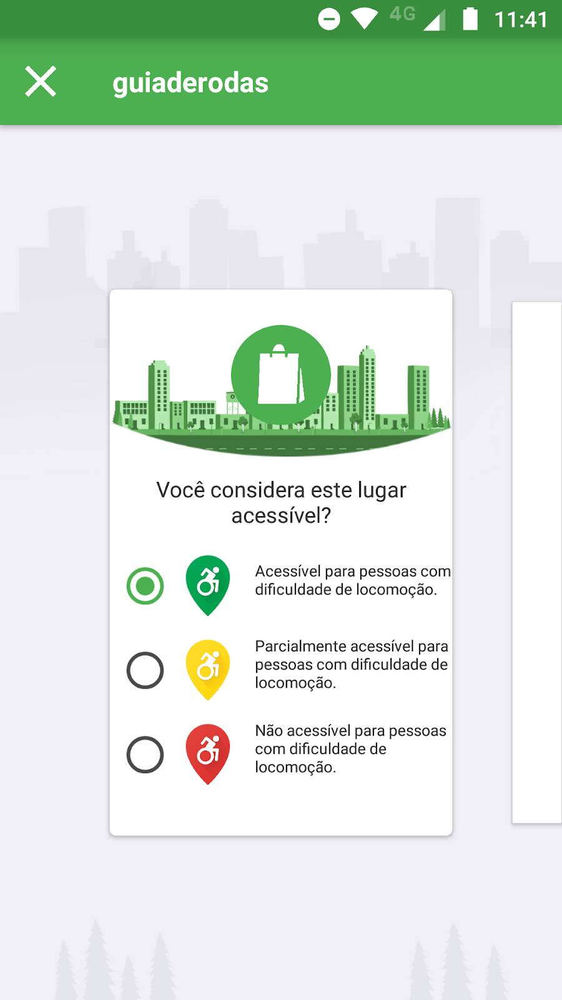 4G 11:41
guiaderodas
Você considera este lugar
acessível?
Acessível para pessoas com
dificuldade de locomoção.
Parcialmente acessível para
pessoas com dificuldade de
locomoção.
Não acessível para pessoas
com dificuldade de
locomoção.